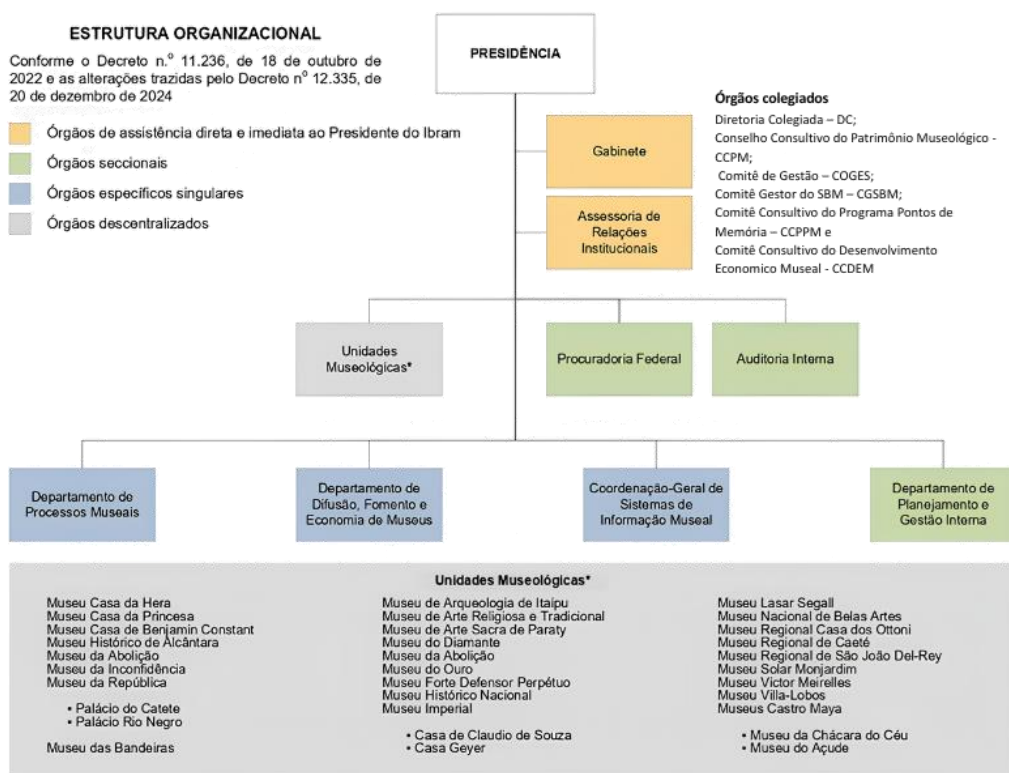 ESTRUTURA ORGANIZACIONAL
Conforme o Decreto n.º 11.236, de 18 de outubro de
2022 e as alterações trazidas pelo Decreto nº 12.335, de
20 de dezembro de 2024
Órgãos de assistência direta e imediata ao Presidente do Ibram
Órgãos seccionais
Órgãos específicos singulares
Órgãos descentralizados
PRESIDÊNCIA
Gabinete
Assessoria de
Relações
Institucionais
Órgãos colegiados
Diretoria Colegiada – DC;
Conselho Consultivo do Patrimônio Museológico -
CCPM;
Comitê de Gestão – COGES;
Comitê Gestor do SBM – CGSBM;
Comitê Consultivo do Programa Pontos de
Memória – CCPPM e
Comitê Consultivo do Desenvolvimento
Economico Museal - CCDEM
Unidades
Museológicas*
Procuradoria Federal
Auditoria Interna
Departamento de
Processos Museais
Departamento de
Difusão, Fomento e
Economia de Museus
Coordenação-Geral de
Sistemas de
Informação Museal
Departamento de
Planejamento e
Gestão Interna
Unidades Museológicas*
Museu Casa da Hera
Museu Casa da Princesa
Museu Casa de Benjamin Constant
Museu Histórico de Alcântara
Museu da Abolição
Museu da Inconfidência
Museu da República
• Palácio do Catete
• Palácio Rio Negro
Museu das Bandeiras
Museu de Arqueologia de Itaipu
Museu de Arte Religiosa e Tradicional
Museu de Arte Sacra de Paraty
Museu do Diamante
Museu da Abolição
Museu do Ouro
Museu Forte Defensor Perpétuo
Museu Histórico Nacional
Museu Imperial
• Casa de Claudio de Souza
• Casa Geyer
Museu Lasar Segall
Museu Nacional de Belas Artes
Museu Regional Casa dos Ottoni
Museu Regional de Caeté
Museu Regional de São João Del-Rey
Museu Solar Monjardim
Museu Victor Meirelles
Museu Villa-Lobos
Museus Castro Maya
• Museu da Chácara do Céu
• Museu do Açude